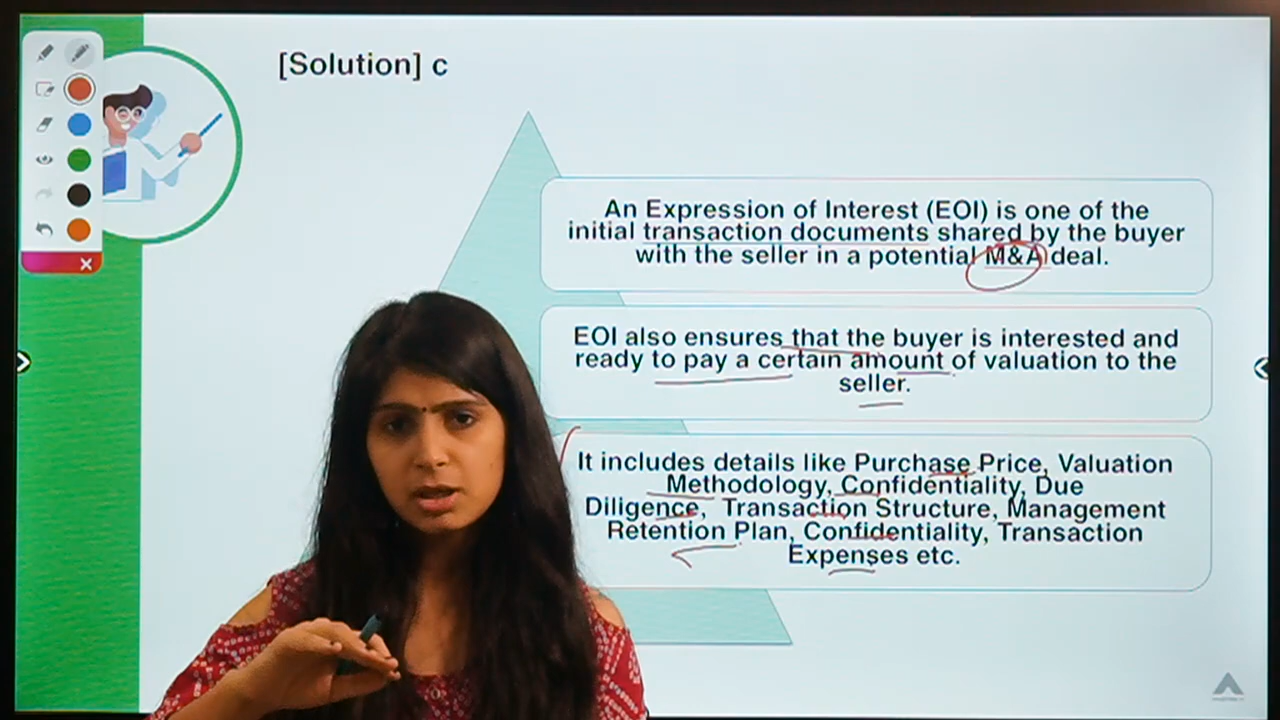 [Solution] c
An Expression of Interest (EOI) is one of the
initial transaction documents shared by the buyer
with the seller in a potential M&A deal.
EOI also ensures that the buyer is interested and
ready to pay a certain amount of valuation to the
seller.
It includes details like Purchase Price, Valuation
Methodology, Confidentiality, Due
Diligence, Transaction Structure, Management
Retention Plan, Confidentiality, Transaction
Expenses etc.